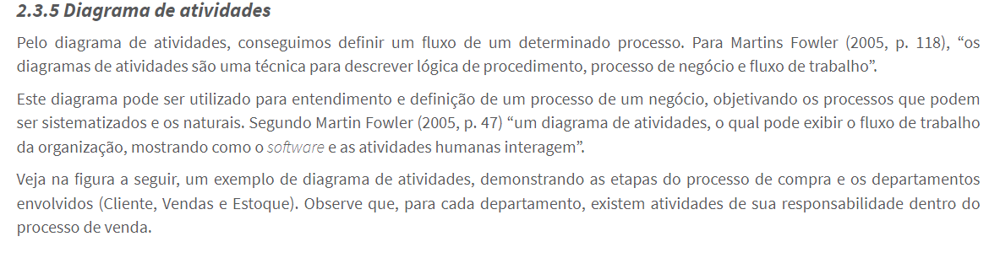 2.3.5 Diagrama de atividades
Pelo diagrama de atividades, conseguimos definir um fluxo de um determinado processo. Para Martins Fowler (2005, p. 118), “os
diagramas de atividades são uma técnica para descrever lógica de procedimento, processo de negócio e fluxo de trabalho”.
Este diagrama pode ser utilizado para entendimento e definição de um processo de um negócio, objetivando os processos que podem
ser sistematizados e os naturais. Segundo Martin Fowler (2005, p. 47) “um diagrama de atividades, o qual pode exibir o fluxo de trabalho
da organização, mostrando como o software e as atividades humanas interagem”.
Veja na figura a seguir, um exemplo de diagrama de atividades, demonstrando as etapas do processo de compra e os departamentos
envolvidos (Cliente, Vendas e Estoque). Observe que, para cada departamento, existem atividades de sua responsabilidade dentro do
processo de venda.